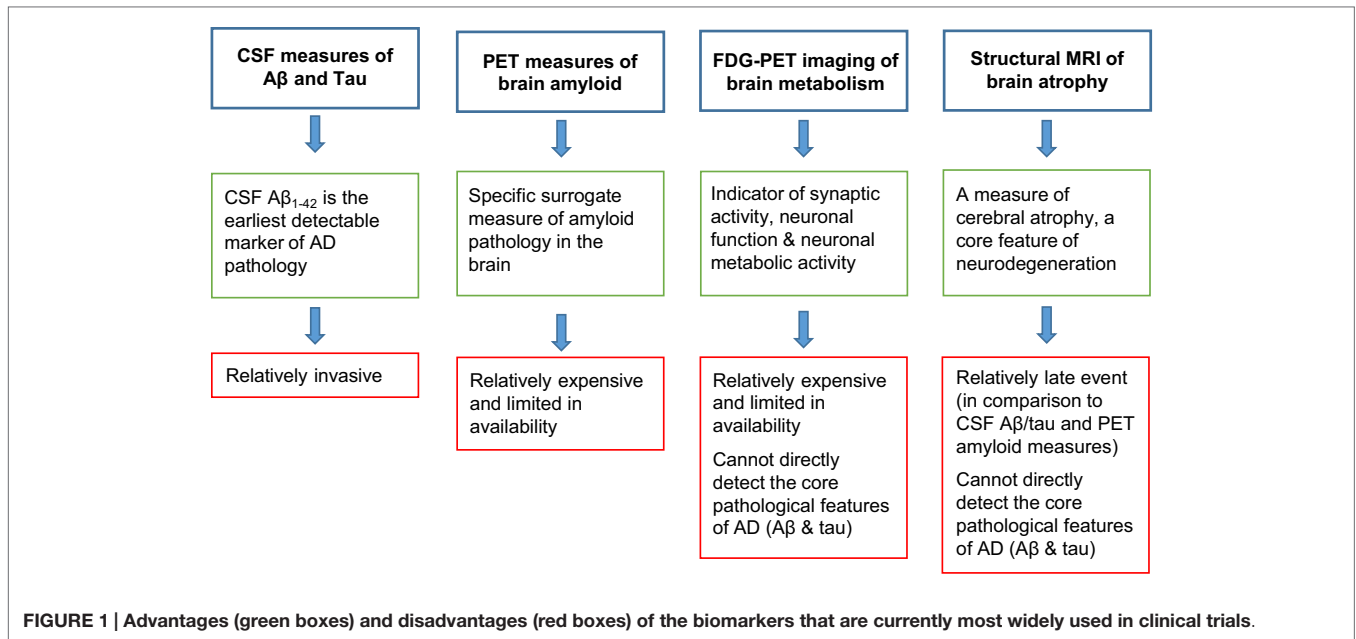 CSF measures of
Aβ and Tau
CSF Aβ1-42 is the
earliest detectable
marker of AD
pathology
Relatively invasive
PET measures of
brain amyloid
Specific surrogate
measure of amyloid
pathology in the
brain
Relatively expensive
and limited in
availability
FDG-PET imaging of
brain metabolism
Indicator of synaptic
activity, neuronal
function & neuronal
metabolic activity
Relatively expensive
and limited in
availability
Cannot directly
detect the core
pathological features
of AD (Aβ & tau)
Structural MRI of
brain atrophy
A measure of
cerebral atrophy, a
core feature of
neurodegeneration
Relatively late event
(in comparison to
CSF Aβ/tau and PET
amyloid measures)
Cannot directly
detect the core
pathological features
of AD (Aβ & tau)
FIGURE 1 | Advantages (green boxes) and disadvantages (red boxes) of the biomarkers that are currently most widely used in clinical trials.